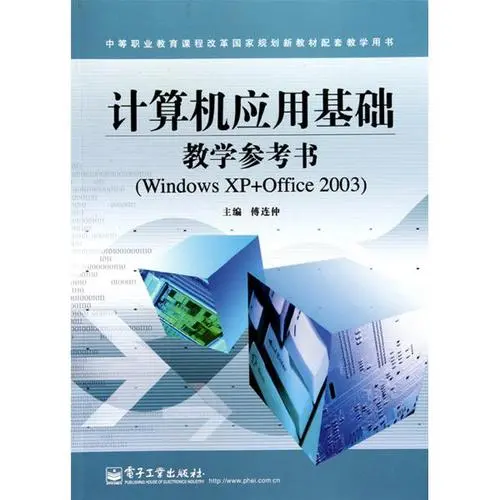 中等职业教育课程改革国家规划新教材配套教学用书
计算机应用基础
教学参考书
(Windows XP+Office 2003)
主编 傅连仲
电子工业出版社
PUBLISHING HOUSE OF ELECTRONICS INDUSTRY
http://www.phei.com.cn